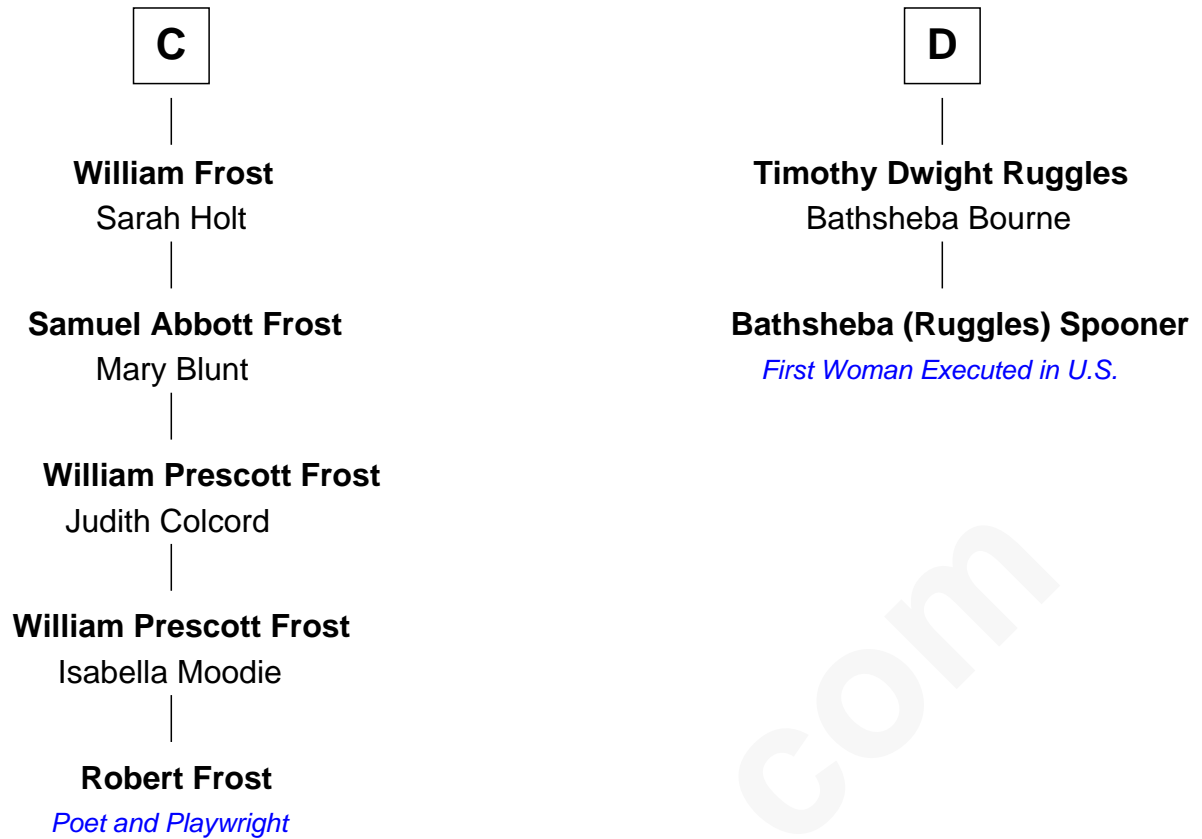 C
William Frost
Sarah Holt
Samuel Abbott Frost
Mary Blunt
William Prescott Frost
Judith Colcord
William Prescott Frost
Isabella Moodie
Robert Frost
Poet and Playwright
D
Timothy Dwight Ruggles
Bathsheba Bourne
Bathsheba (Ruggles) Spooner
First Woman Executed in U.S.
com